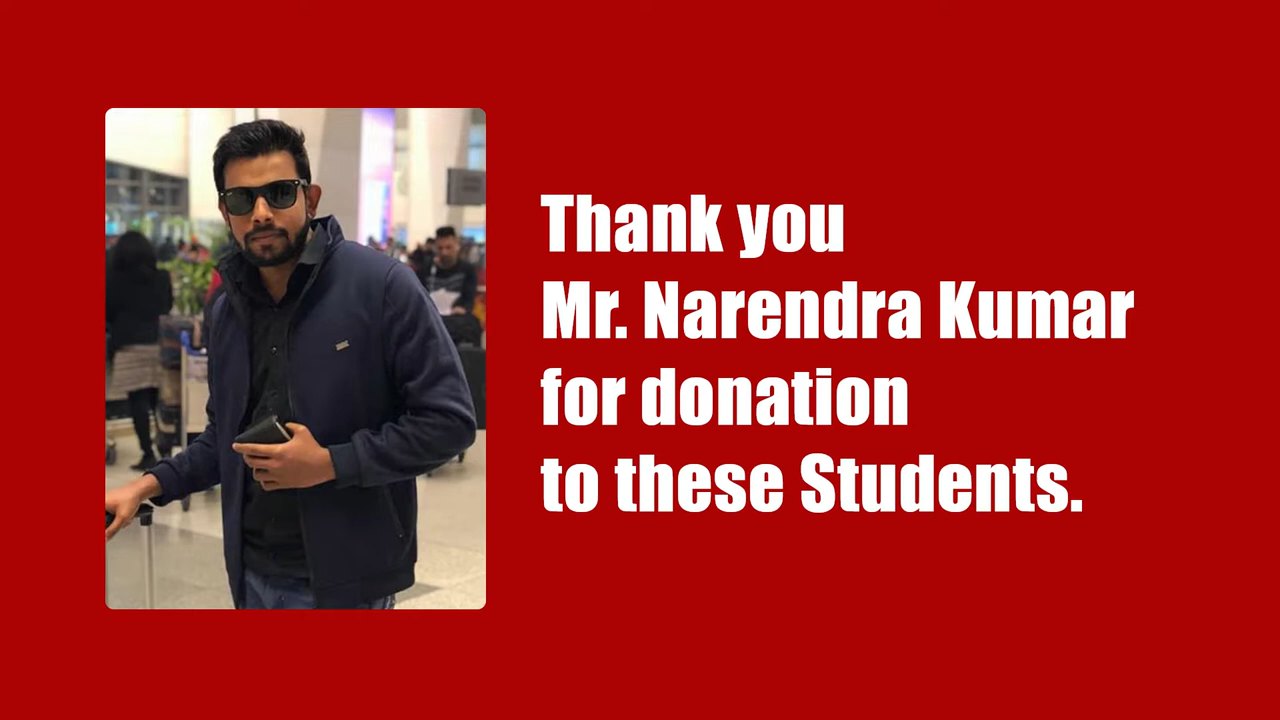 Thank you
Mr. Narendra Kumar
for donation
to these Students.